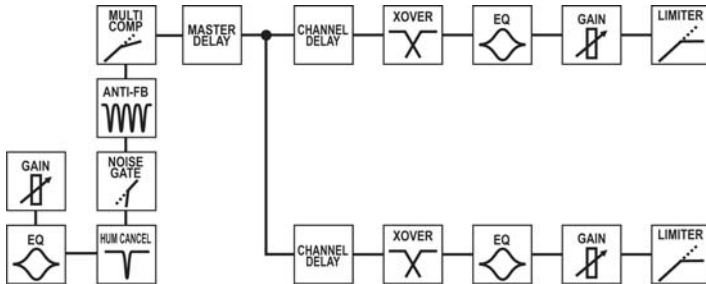 MULTI
COMP
MASTER
DELAY
CHANNEL
DELAY
XOVER
EQ
GAIN
LIMITER
ANTI-FB
GAIN
NOISE
GATE
EQ
HUM CANCEL
CHANNEL
DELAY
XOVER
EQ
GAIN
LIMITER